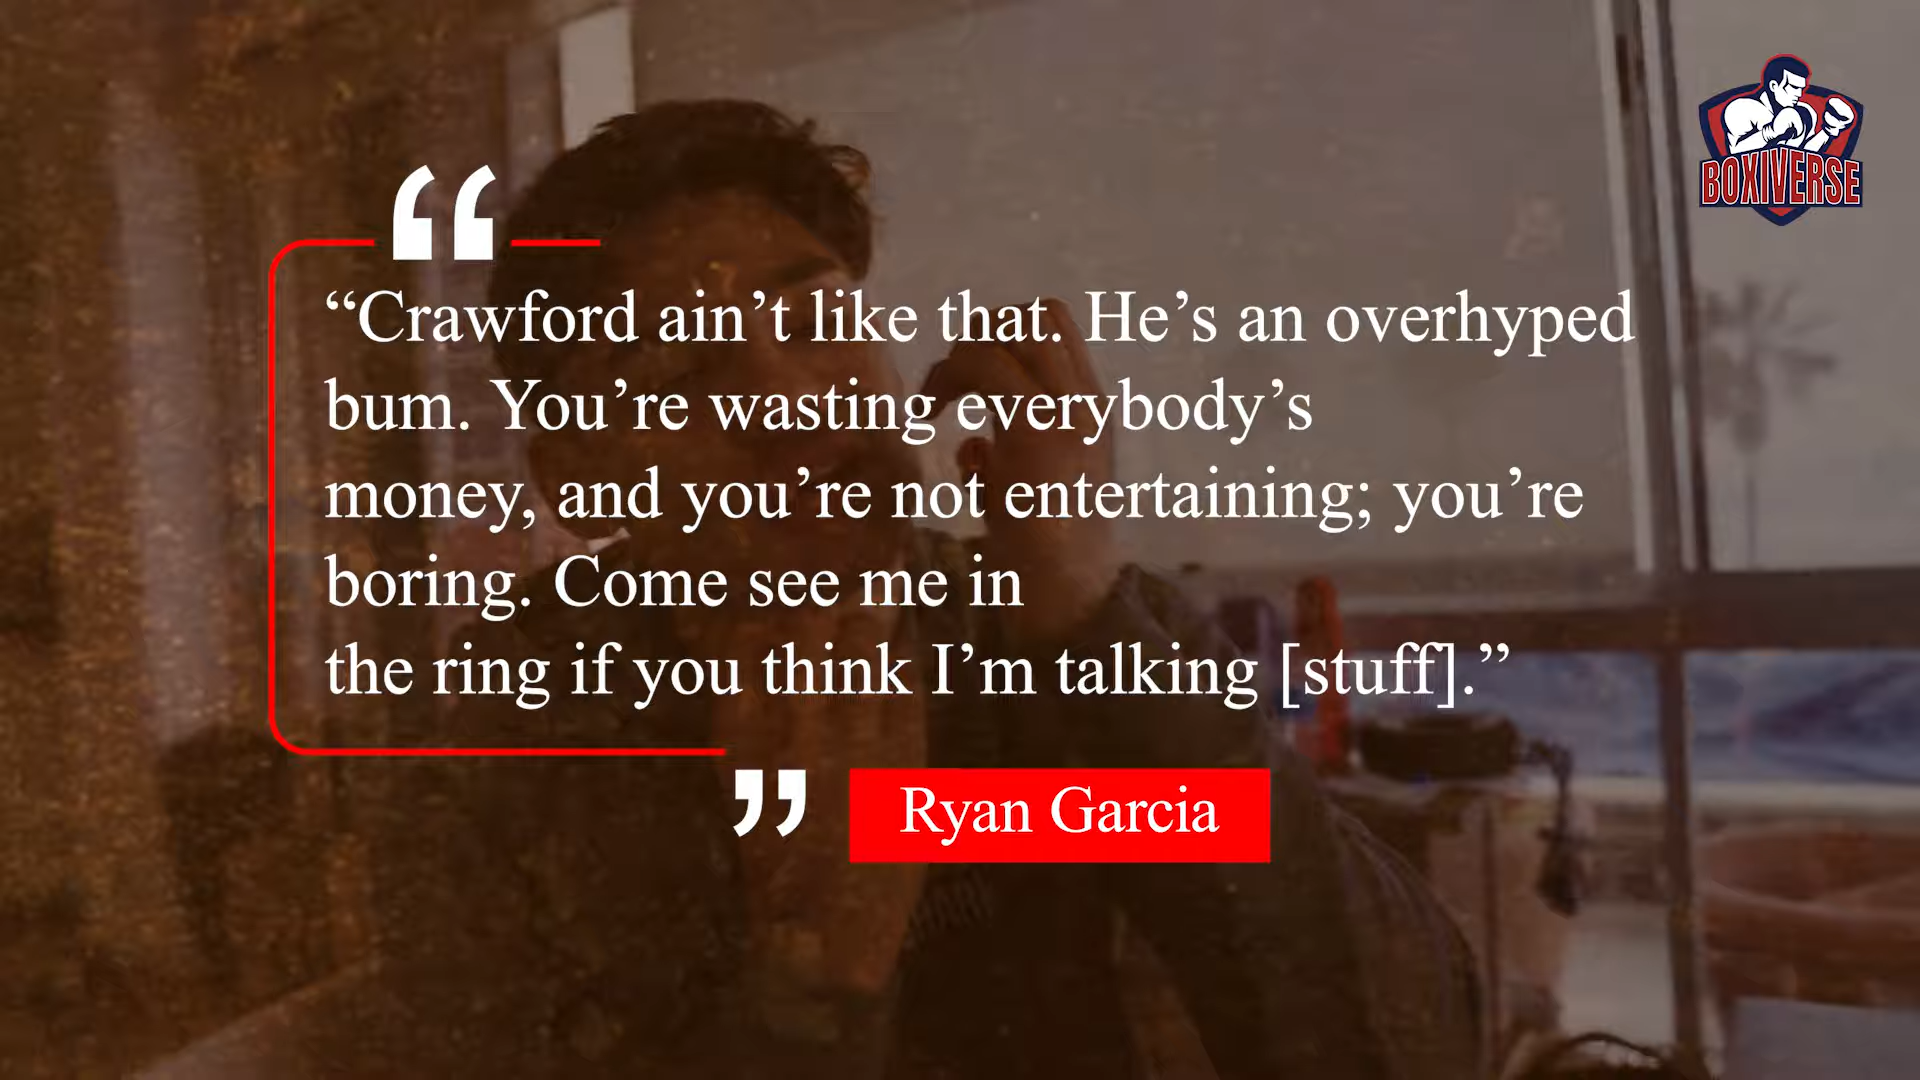 BOXIVERSE
“Crawford ain’t like that. He’s an overhyped
bum. You’re wasting everybody’s
money, and you’re not entertaining; you’re
boring. Come see me in
the ring if you think I’m talking [stuff].”
Ryan Garcia